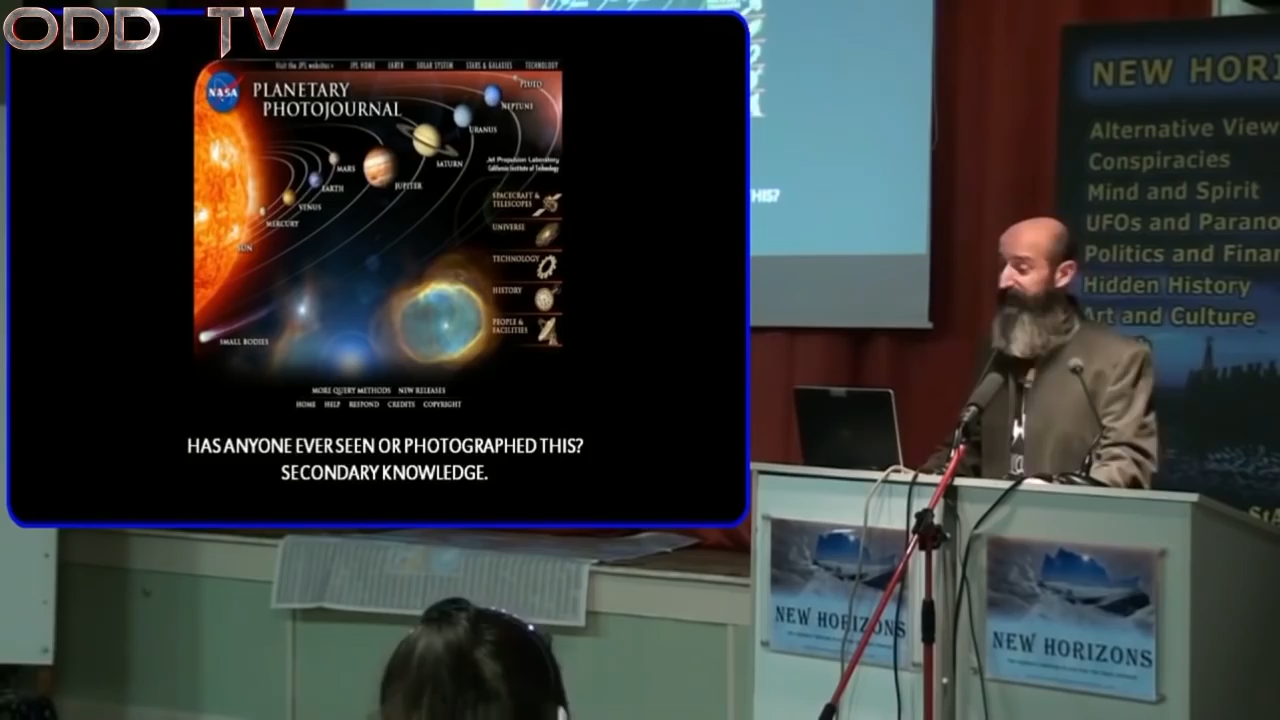 ODD TV
Visit the JPL websites JPL HOME EARTH SOLAR SYSTEM STARS & GALAXIES TECHNOLOGY
NASA
PLANETARY
PHOTOJOURNAL
PLUTO
NEPTUNE
URANUS
SATURN
JUPITER
MARS
EARTH
VENUS
MERCURY
SUN
SMALL BODIES
Jet Propulsion Laboratory
California Institute of Technology
SPACECRAFT &
TELESCOPES
UNIVERSE
TECHNOLOGY
HISTORY
PEOPLE &
FACILITIES
MORE QUERY METHODS NEW RELEASES
HOME HELP RESPOND CREDITS COPYRIGHT
HAS ANYONE EVER SEEN OR PHOTOGRAPHED THIS?
SECONDARY KNOWLEDGE.
HIS?
NEW HORI
Alternative View
Conspiracies
Mind and Spirit
UFOs and Parano
Politics and Finan
Hidden History
Art and Culture
StA
NEW HORIZONS
NEW HORIZONS